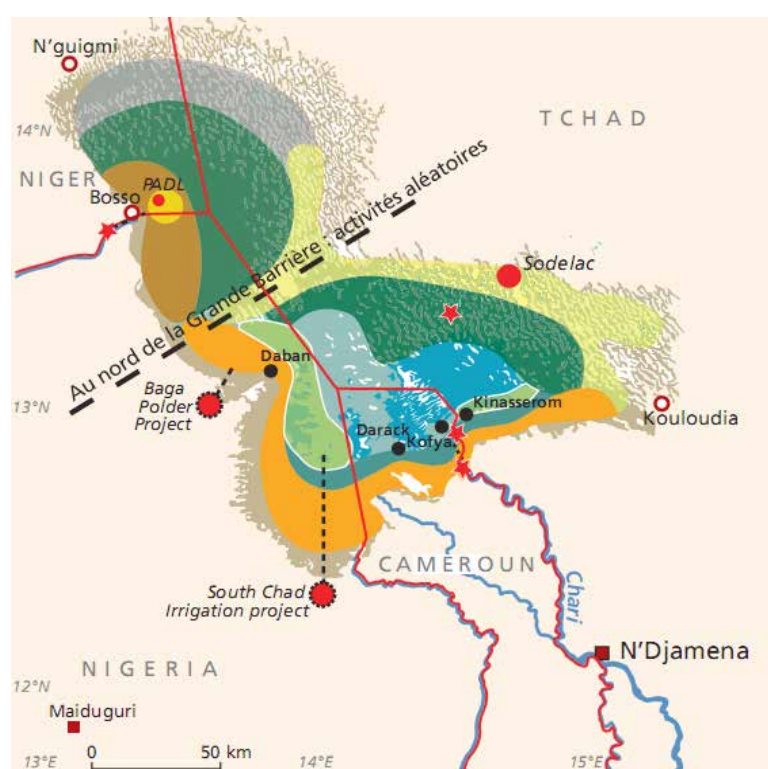 N'guigmi
TCHAD
14°N
NIGER
PADL
Bosso
Au nord de la Grande Barrière : activités aléatoires
Sodelac
Daban
13°N
Baga
Polder
Project
Kinasserom
Kouloudia
Darack
Kofya
CAMEROUN
South Chad
Irrigation project
Chari
N'Djamena
NIGERIA
12°N
Maiduguri
0 50 km
13°E 14°E 15°E